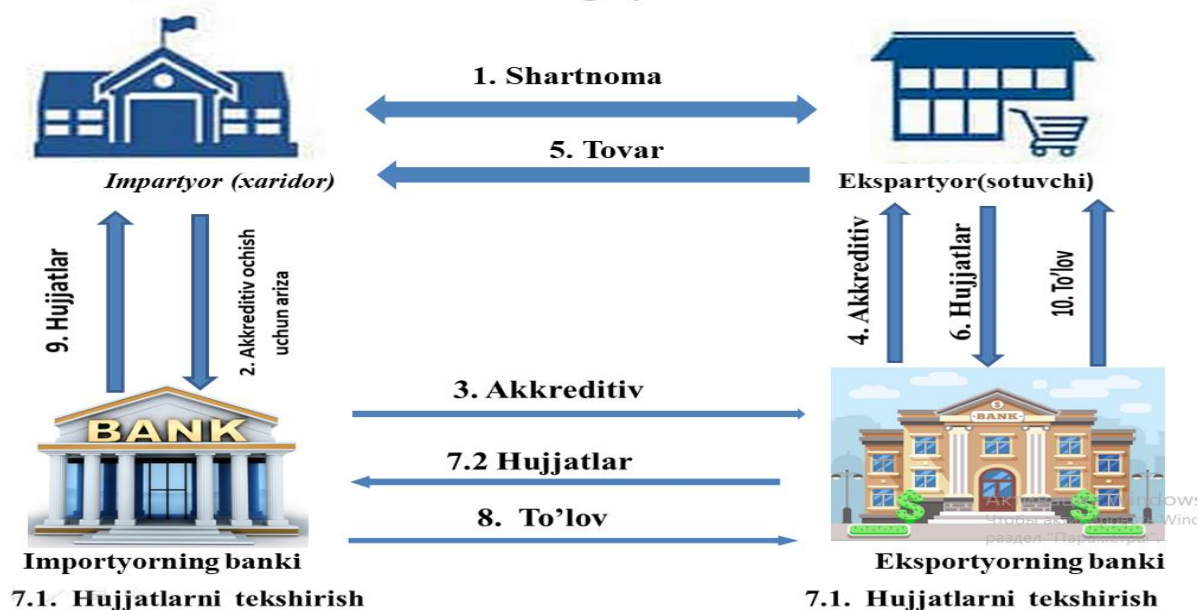 1. Shartnoma
5. Tovar
Impartyor (xaridor)
Ekspartyor(sotuvchi)
9. Hujjatlar
2. Akkreditiv ochish
uchun ariza
4. Akkreditiv
6. Hujjatlar
10. To'lov
BANK
3. Akkreditiv
BANK
7.2 Hujjatlar
8. To’lov
Importyorning banki
Eksportyorning banki
7.1. Hujjatlarni tekshirish
7.1. Hujjatlarni tekshirish